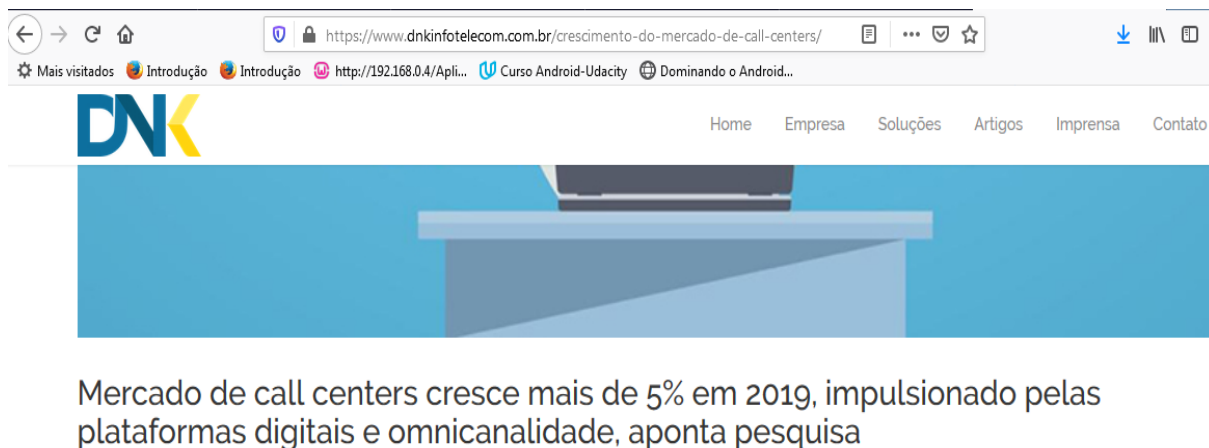 https://www.dnkinfotelecom.com.br/crescimento-do-mercado-de-call-centers/
Mais visitados Introdução Introdução http://192.168.0.4/Apli... Curso Android-Udacity Dominando o Android...
DNK Home Empresa Soluções Artigos Imprensa Contato
Mercado de call centers cresce mais de 5% em 2019, impulsionado pelas
plataformas digitais e omnicanalidade, aponta pesquisa